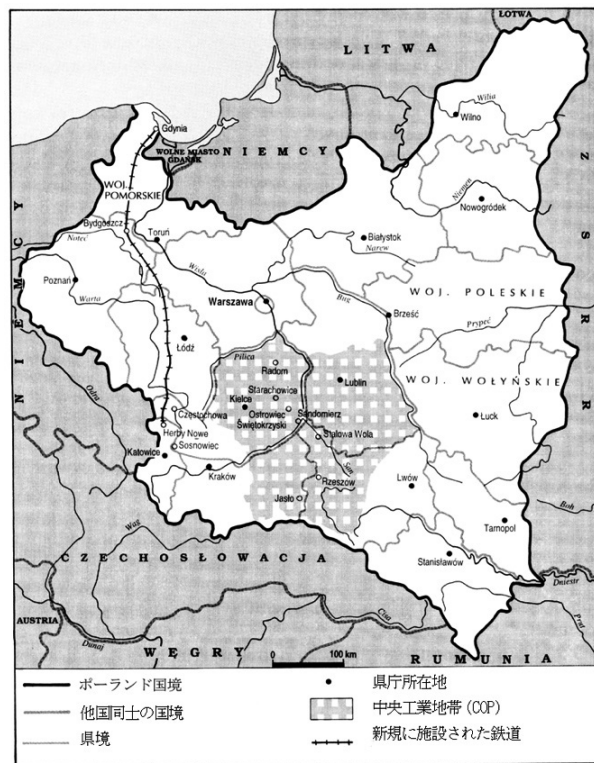 ŁOTWA
LITWA
Wilia
Wilno
Gdynia
WOLNE MIASTO
GDAŃSK
NIEMCY
Z S R R
WOJ.
POMORSKIE
Niemen
Nowogródek
Bydgoszcz
Toruń
Białystok
Narew
Noteć
NIEMCY
Wisła
Poznań
Warszawa
Bug
WOJ. POLESKIE
Warta
Brześć
Prypeć
Łódź
Pilica
Radom
WOJ. WOŁYŃSKIE
Lublin
Starachowice
Odra
Kielce
Ostrowiec
Świętokrzyski
Sandomierz
Łuck
Częstochowa
Herby Nowe
Stalowa Wola
Sosnowiec
Katowice
San
Kraków
Rzeszów
Lwów
Jasło
Boh
Tarnopol
Wag
Stanisławów
CZECHOSŁOWACJA
Dniestr
AUSTRIA
Cisa
Prut
Dunaj
WĘGRY
0 100 km
RUMUNIA
ポーランド国境
県庁所在地
他国同士の国境
中央工業地帯(COP)
県境
新規に施設された鉄道